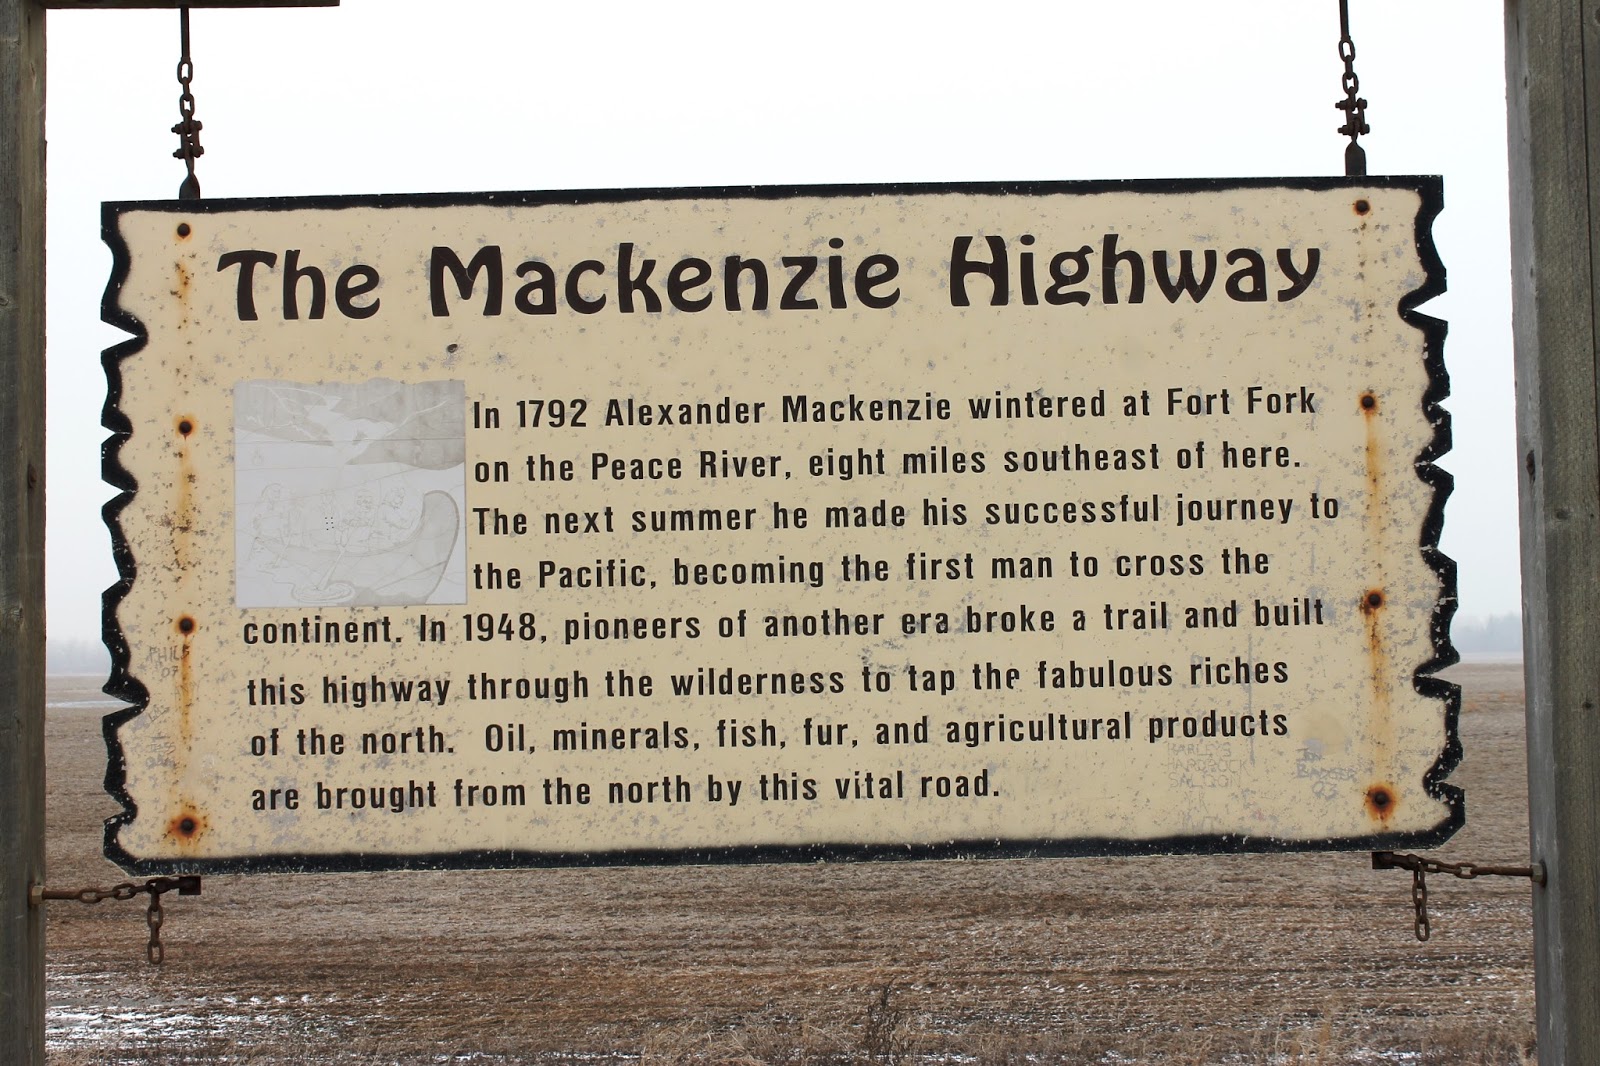 The Mackenzie Highway
In 1792 Alexander Mackenzie wintered at Fort Fork
on the Peace River, eight miles southeast of here.
The next summer he made his successful journey to
the Pacific, becoming the first man to cross the
continent. In 1948, pioneers of another era broke a trail and built
this highway through the wilderness to tap the fabulous riches
of the north. Oil, minerals, fish, fur, and agricultural products
are brought from the north by this vital road.
PHIL
07
HARDROCK
BADGER